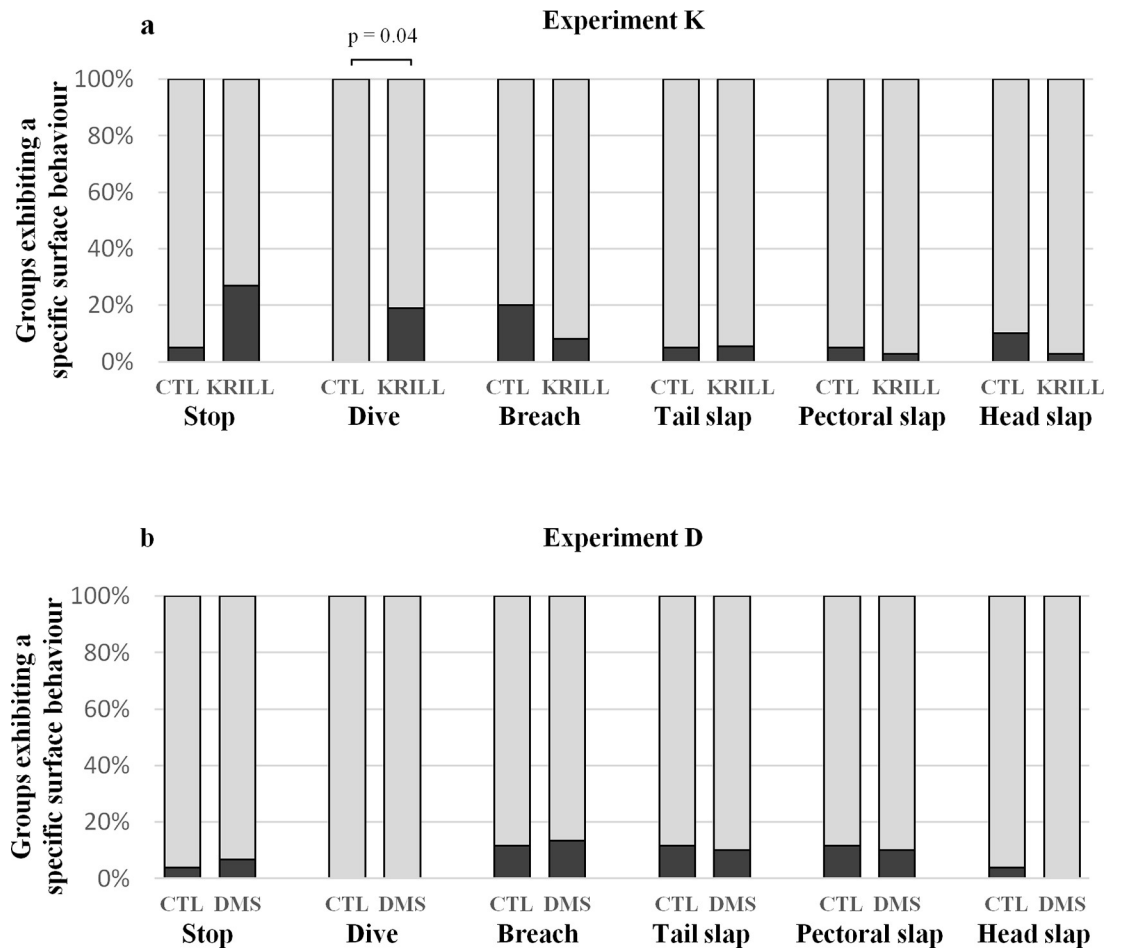 a
Experiment K
p = 0.04
Groups exhibiting a
specific surface behaviour
100%
80%
60%
40%
20%
0%
CTL KRILL CTL KRILL CTL KRILL CTL KRILL CTL KRILL CTL KRILL
Stop Dive Breach Tail slap Pectoral slap Head slap
b
Experiment D
Groups exhibiting a
specific surface behaviour
100%
80%
60%
40%
20%
0%
CTL DMS CTL DMS CTL DMS CTL DMS CTL DMS CTL DMS
Stop Dive Breach Tail slap Pectoral slap Head slap